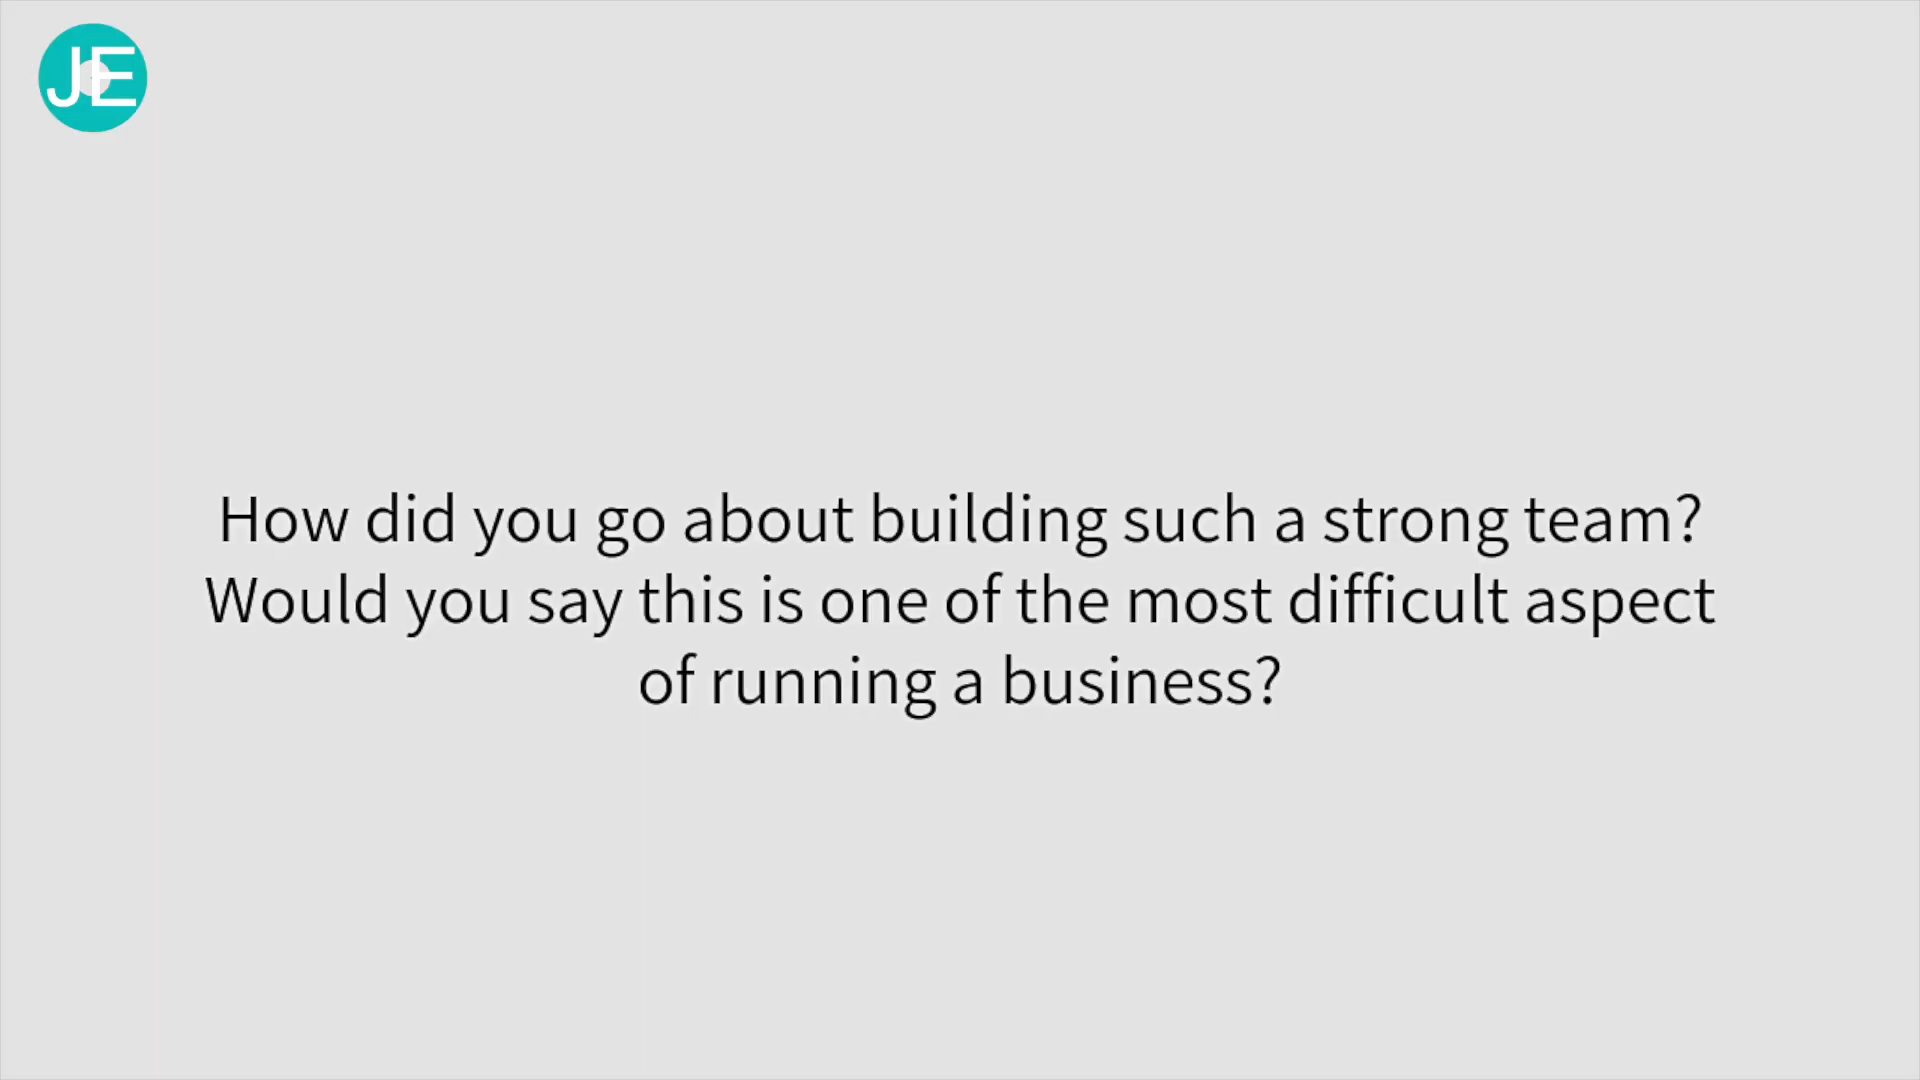 JE
How did you go about building such a strong team?
Would you say this is one of the most difficult aspect
of running a business?